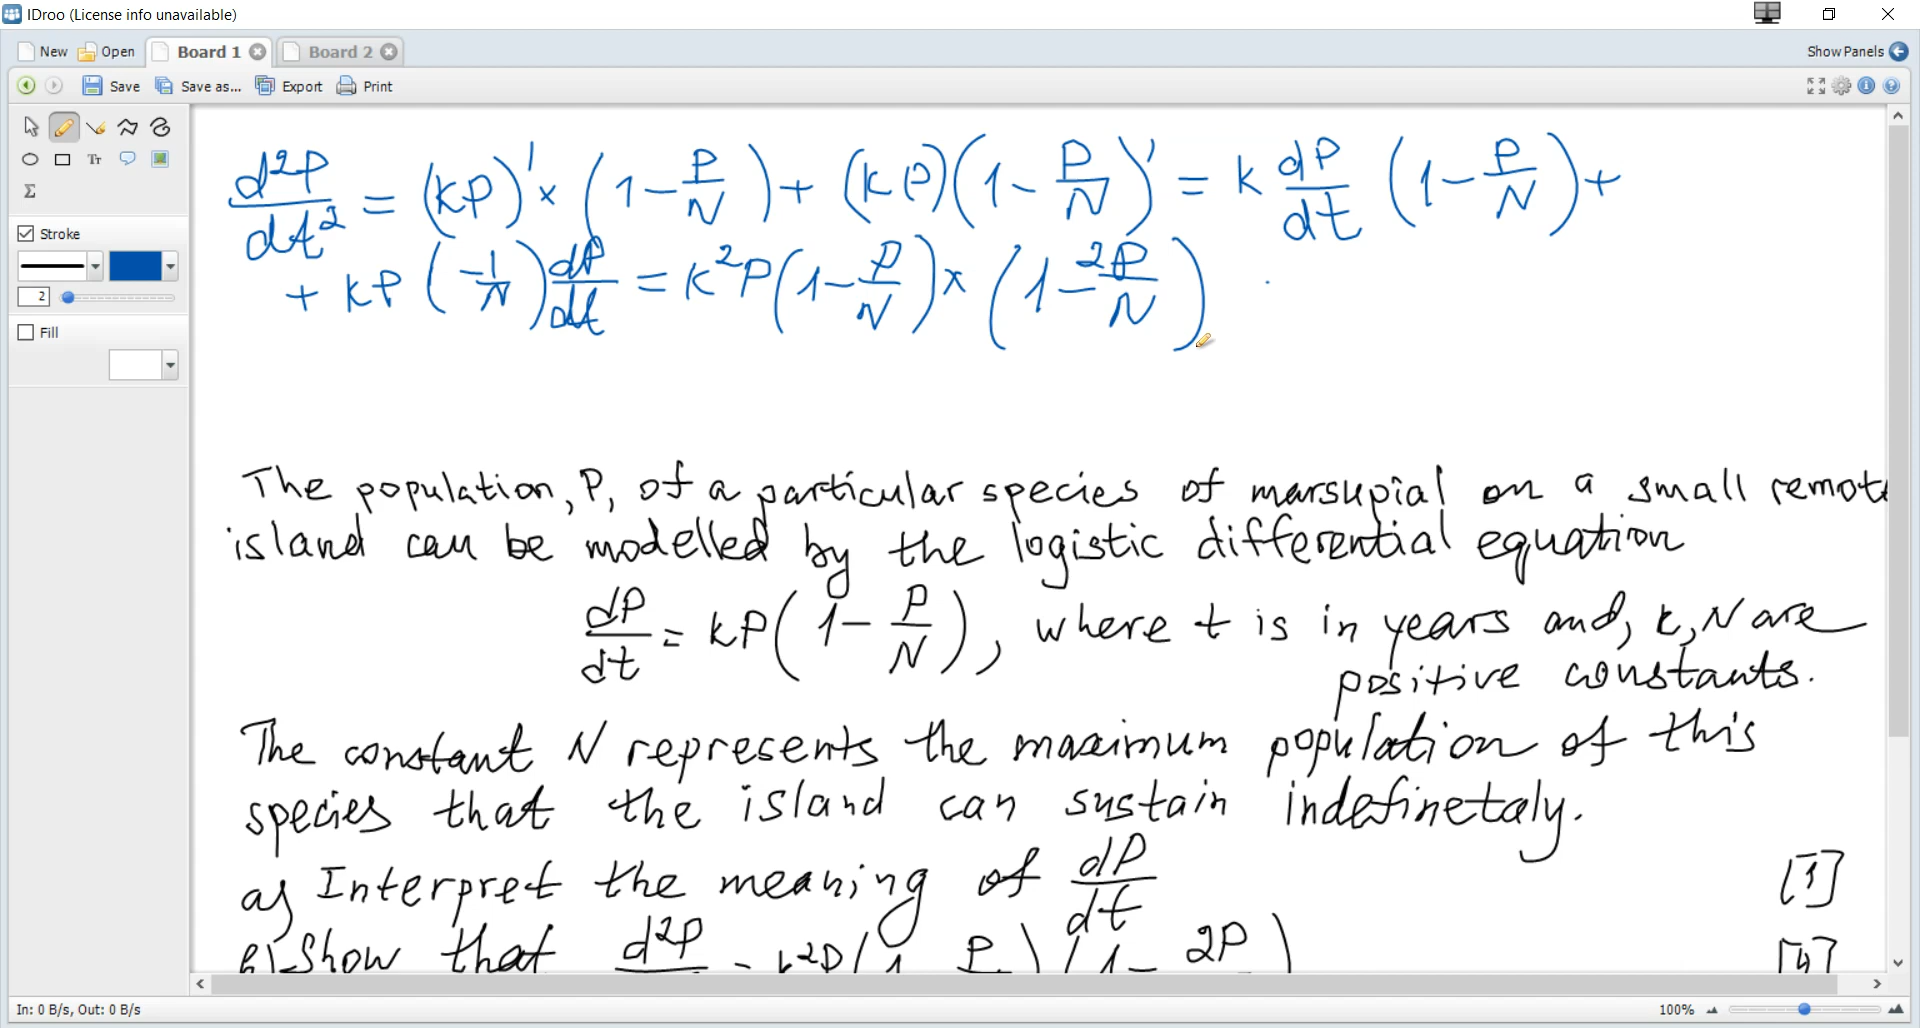 IDroo (License info unavailable)
New Open Board 1 Board 2 Show Panels
Save Save as... Export Print
Tt
Σ
Stroke
2
Fill
d²P/dt² = (kP)' × (1 - P/N) + (kP)(1 - P/N)' = k dP/dt (1 - P/N) +
+ kP (-1/N) dP/dt = k²P(1 - P/N) × (1 - 2P/N)
The population, P, of a particular species of marsupial on a small remote
island can be modelled by the logistic differential equation
dP/dt = kP(1 - P/N), where t is in years and, k, N are
positive constants.
The constant N represents the maximum population of this
species that the island can sustain indefinetaly.
a) Interpret the meaning of dP/dt [1]
b) Show that d²P = k²P(1 - P )(1 - 2P ) [4]
In: 0 B/s, Out: 0 B/s 100%